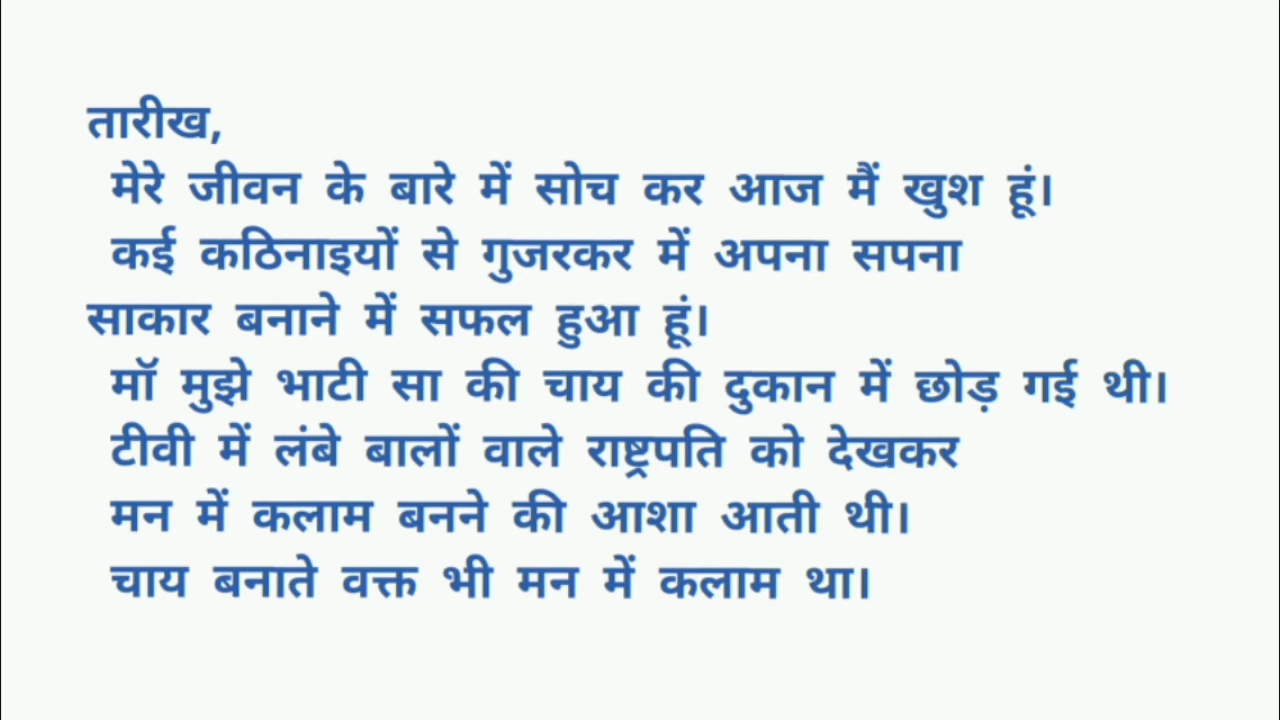 तारीख,
मेरे जीवन के बारे में सोच कर आज मैं खुश हूं।
कई कठिनाइयों से गुजरकर में अपना सपना
साकार बनाने में सफल हुआ हूं।
मॉ मुझे भाटी सा की चाय की दुकान में छोड़ गई थी।
टीवी में लंबे बालों वाले राष्ट्रपति को देखकर
मन में कलाम बनने की आशा आती थी।
चाय बनाते वक्त भी मन में कलाम था।